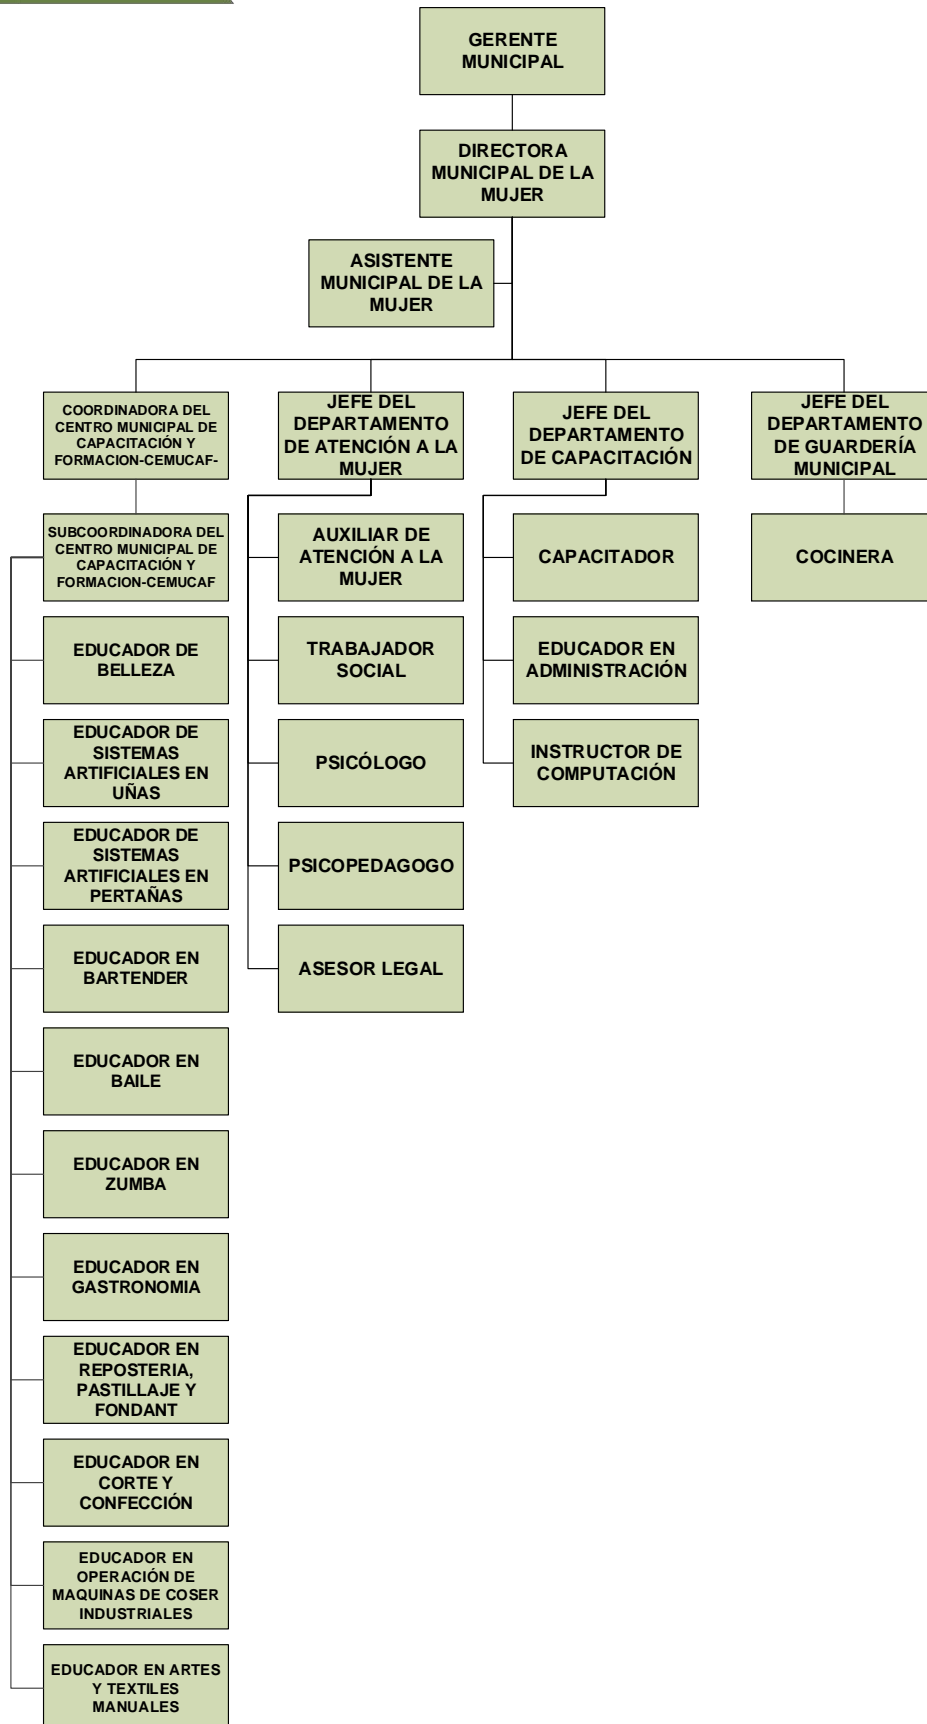 GERENTE
MUNICIPAL
DIRECTORA
MUNICIPAL DE LA
MUJER
ASISTENTE
MUNICIPAL DE LA
MUJER
COORDINADORA DEL
CENTRO MUNICIPAL DE
CAPACITACIÓN Y
FORMACION-CEMUCAF-
JEFE DEL
DEPARTAMENTO
DE ATENCIÓN A LA
MUJER
JEFE DEL
DEPARTAMENTO
DE CAPACITACIÓN
JEFE DEL
DEPARTAMENTO
DE GUARDERÍA
MUNICIPAL
SUBCOORDINADORA DEL
CENTRO MUNICIPAL DE
CAPACITACIÓN Y
FORMACION-CEMUCAF
AUXILIAR DE
ATENCIÓN A LA
MUJER
CAPACITADOR
COCINERA
EDUCADOR DE
BELLEZA
TRABAJADOR
SOCIAL
EDUCADOR EN
ADMINISTRACIÓN
EDUCADOR DE
SISTEMAS
ARTIFICIALES EN
UÑAS
PSICÓLOGO
INSTRUCTOR DE
COMPUTACIÓN
EDUCADOR DE
SISTEMAS
ARTIFICIALES EN
PERTAÑAS
PSICOPEDAGOGO
EDUCADOR EN
BARTENDER
ASESOR LEGAL
EDUCADOR EN
BAILE
EDUCADOR EN
ZUMBA
EDUCADOR EN
GASTRONOMIA
EDUCADOR EN
REPOSTERIA,
PASTILLAJE Y
FONDANT
EDUCADOR EN
CORTE Y
CONFECCIÓN
EDUCADOR EN
OPERACIÓN DE
MAQUINAS DE COSER
INDUSTRIALES
EDUCADOR EN ARTES
Y TEXTILES
MANUALES